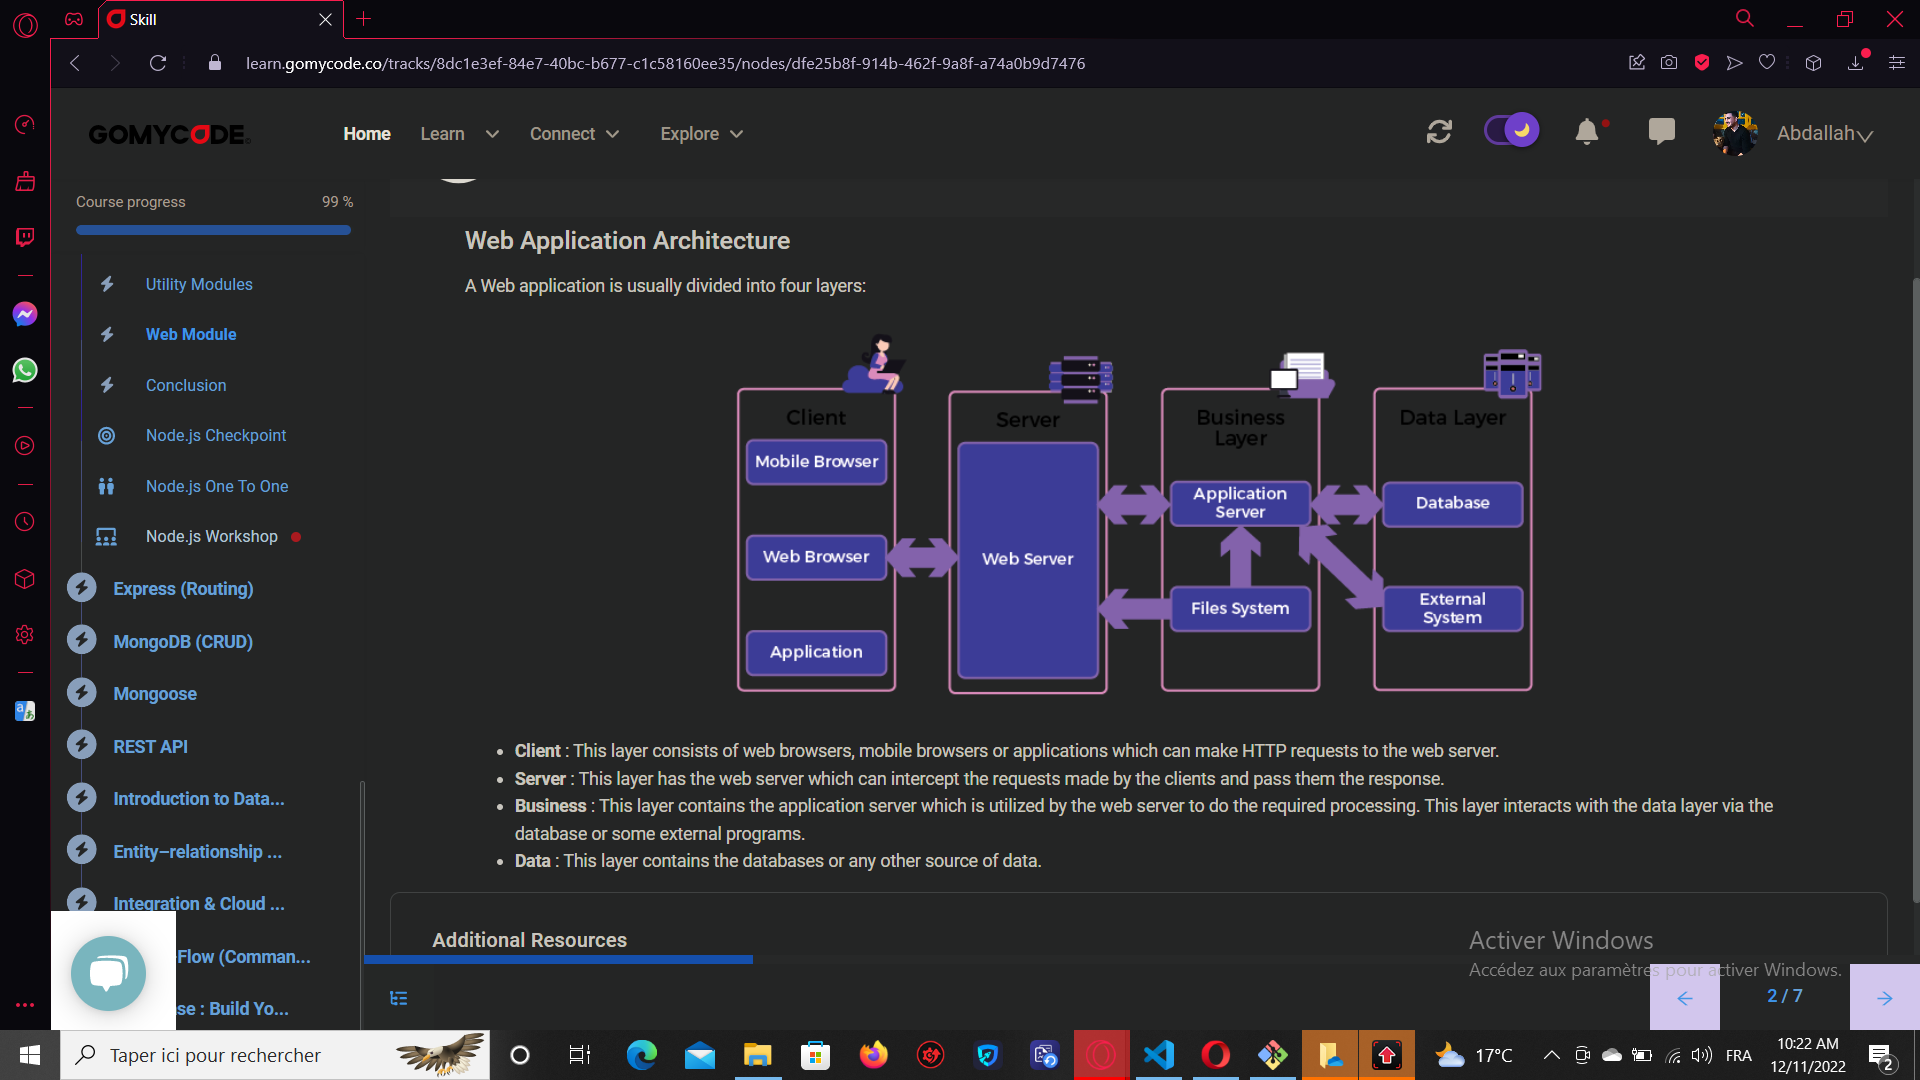 Skill
learn.gomycode.co/tracks/8dc1e3ef-84e7-40bc-b677-c1c58160ee35/nodes/dfe25b8f-914b-462f-9a8f-a74a0b9d7476
GOMYCODE
Home
Learn
Connect
Explore
Abdallah
Course progress
99 %
Utility Modules
Web Module
Conclusion
Node.js Checkpoint
Node.js One To One
Node.js Workshop
Express (Routing)
MongoDB (CRUD)
Mongoose
REST API
Introduction to Data...
Entity–relationship ...
Integration & Cloud ...
Flow (Comman...
se : Build Yo...
Web Application Architecture
A Web application is usually divided into four layers:
Client
Mobile Browser
Web Browser
Application
Server
Web Server
Business
Layer
Application
Server
Files System
Data Layer
Database
External
System
• Client : This layer consists of web browsers, mobile browsers or applications which can make HTTP requests to the web server.
• Server : This layer has the web server which can intercept the requests made by the clients and pass them the response.
• Business : This layer contains the application server which is utilized by the web server to do the required processing. This layer interacts with the data layer via the
database or some external programs.
• Data : This layer contains the databases or any other source of data.
Additional Resources
Activer Windows
Accédez aux paramètres pour activer Windows.
2 / 7
Taper ici pour rechercher
17°C
FRA
10:22 AM
12/11/2022
2